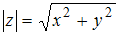 |z| = √(x² + y²)